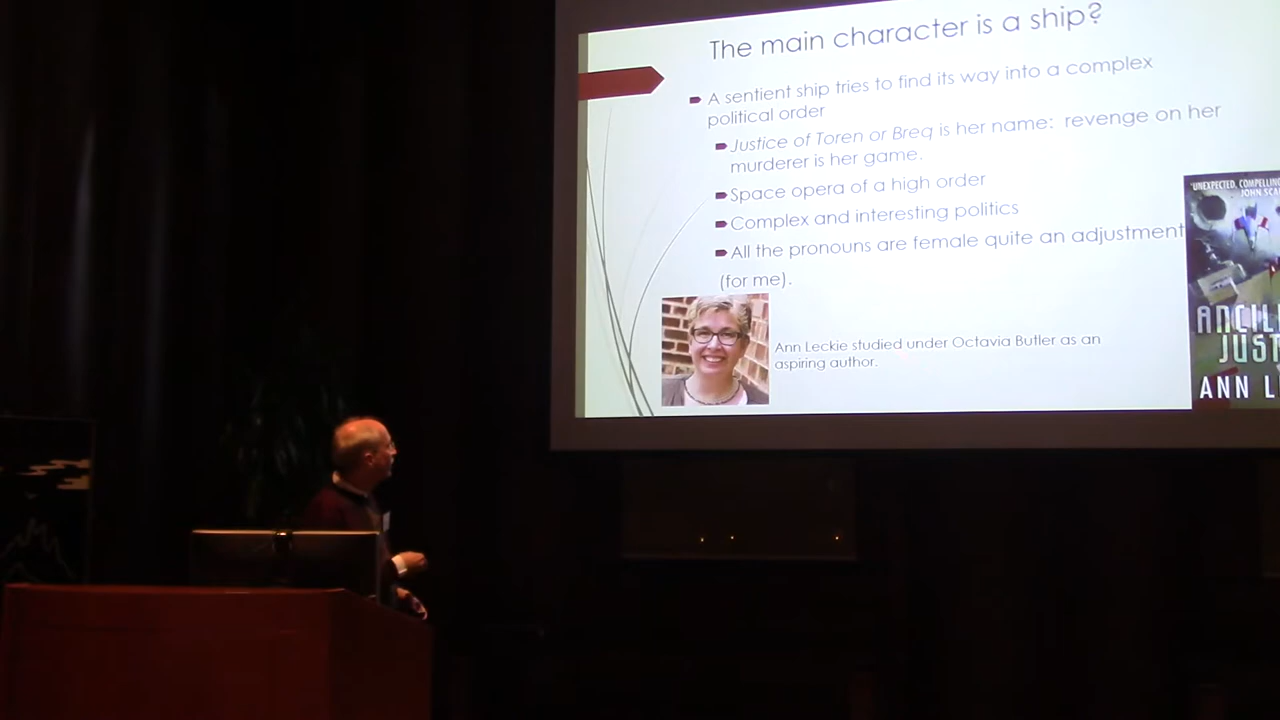 The main character is a ship?
A sentient ship tries to find its way into a complex
political order
Justice of Toren or Breq is her name: revenge on her
murderer is her game.
Space opera of a high order
Complex and interesting politics
All the pronouns are female quite an adjustment
(for me).
Ann Leckie studied under Octavia Butler as an
aspiring author.
"UNEXPECTED, COMPELLING
JOHN SCA
ANCIL
JUST
ANN L